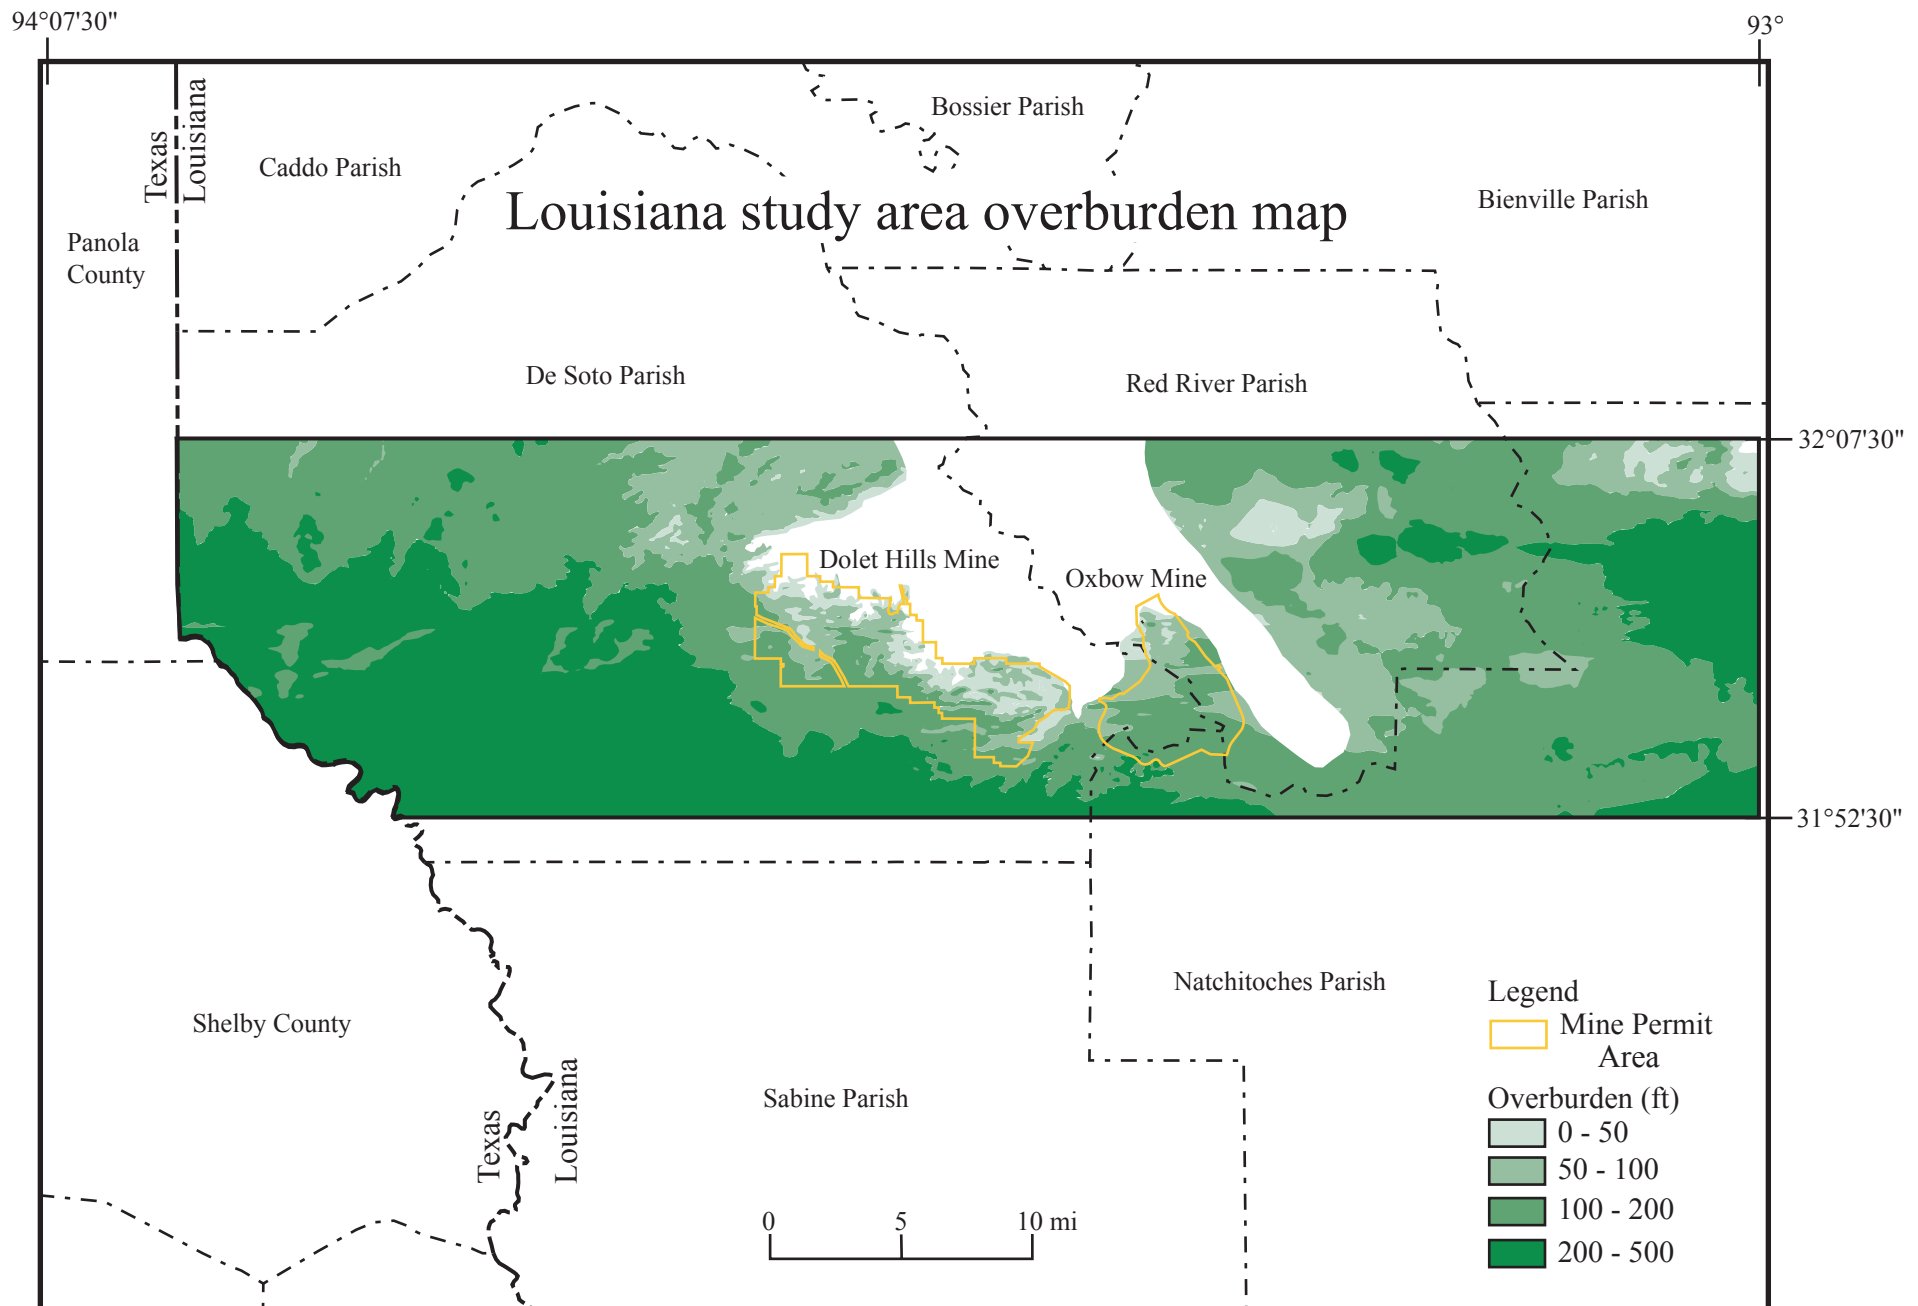 94°07'30"
93°
Bossier Parish
Texas
Louisiana
Caddo Parish
Bienville Parish
Louisiana study area overburden map
Panola
County
De Soto Parish
Red River Parish
32°07'30"
Dolet Hills Mine
Oxbow Mine
31°52'30"
Natchitoches Parish
Shelby County
Sabine Parish
Texas
Louisiana
Legend
Mine Permit
Area
Overburden (ft)
0 - 50
50 - 100
100 - 200
200 - 500
0 5 10 mi